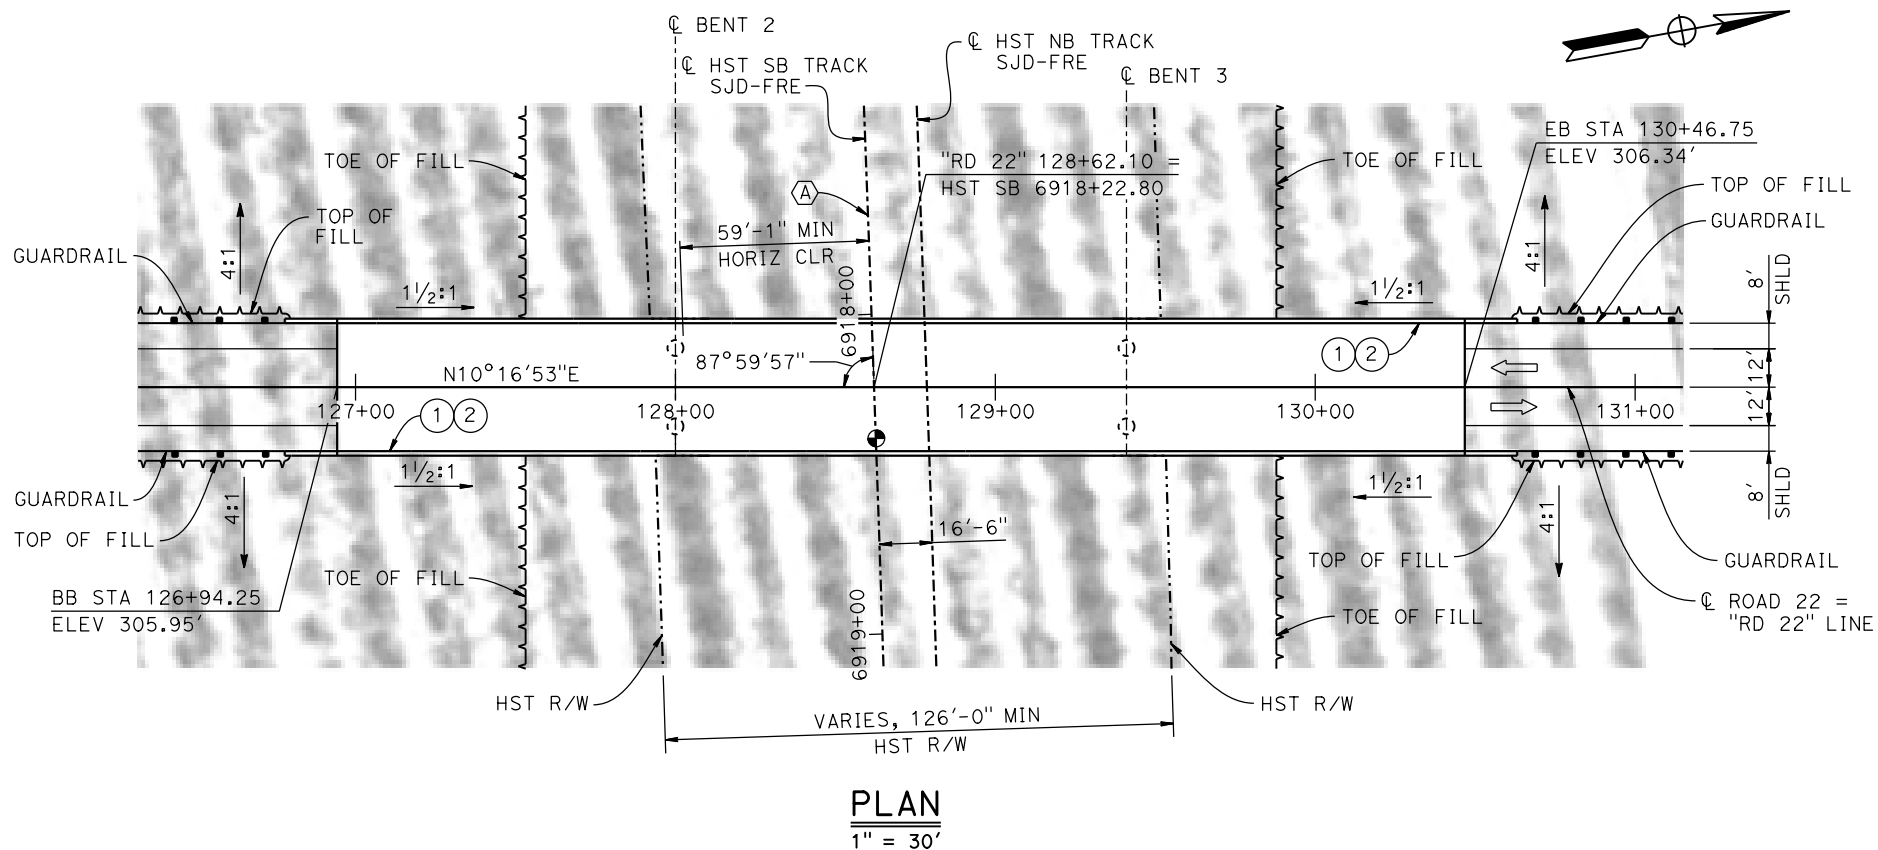 ℄ BENT 2
℄ HST SB TRACK
SJD-FRE
℄ HST NB TRACK
SJD-FRE
℄ BENT 3
EB STA 130+46.75
ELEV 306.34'
TOE OF FILL
"RD 22" 128+62.10 =
HST SB 6918+22.80
TOE OF FILL
TOP OF FILL
A
TOP OF
FILL
GUARDRAIL
GUARDRAIL
59'-1" MIN
HORIZ CLR
4:1
4:1
8'
SHLD
1½:1
1½:1
6918+00
87°59'57"
1 2
N10°16'53"E
12'
127+00
1 2
128+00
129+00
130+00
131+00
12'
1½:1
1½:1
GUARDRAIL
4:1
4:1
8'
SHLD
TOP OF FILL
16'-6"
TOP OF FILL
GUARDRAIL
TOE OF FILL
BB STA 126+94.25
ELEV 305.95'
6919+00
TOE OF FILL
℄ ROAD 22 =
"RD 22" LINE
HST R/W
HST R/W
VARIES, 126'-0" MIN
HST R/W
PLAN
1" = 30'